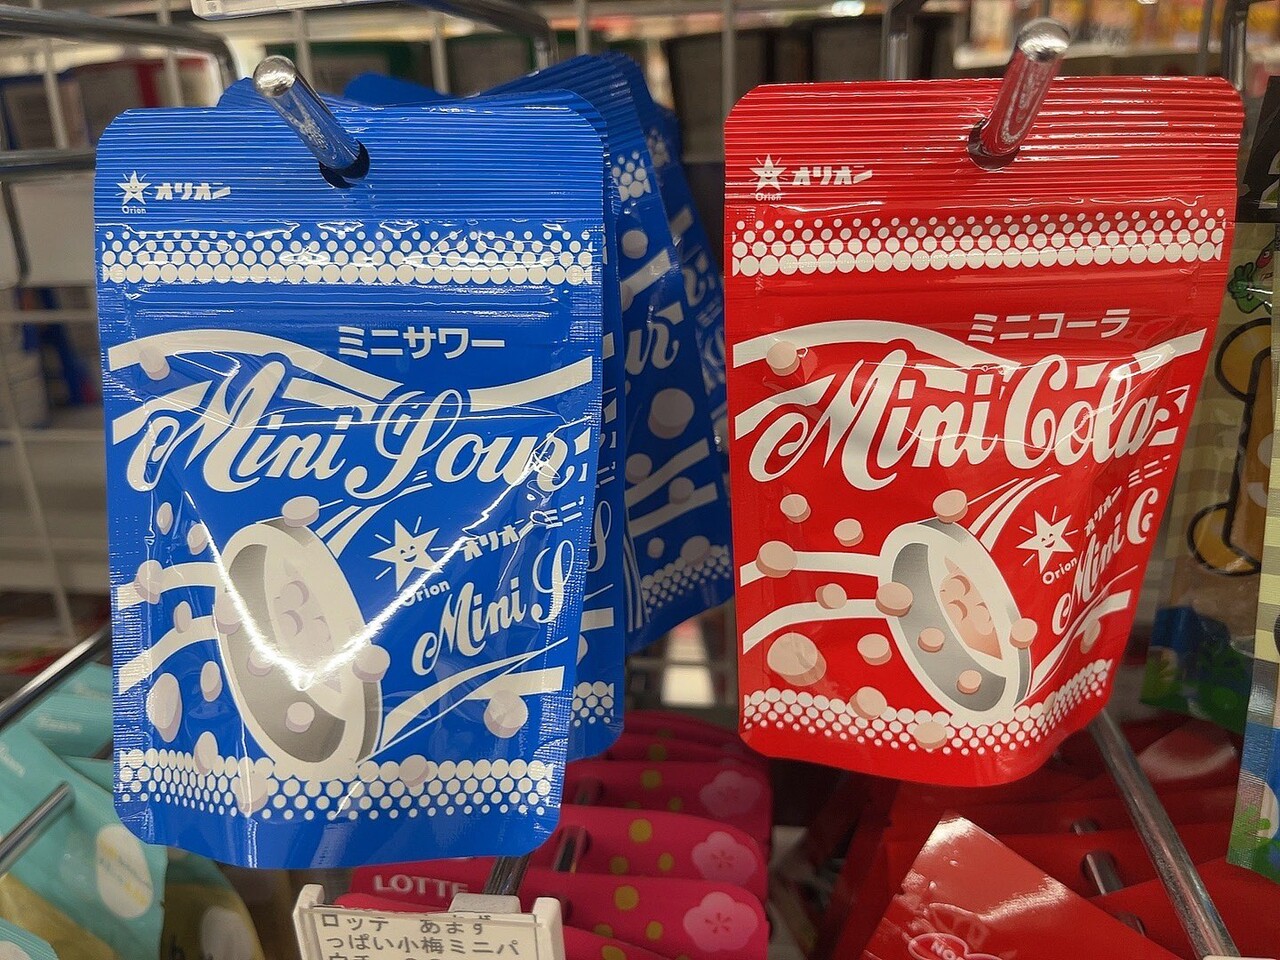 オリオン
Orion
ミニサワー
Mini Sour
オリオン ミニ
Orion
Mini S
オリオン
Orion
ミニコーラ
Mini Cola
オリオン ミニ
Orion
Mini C
LOTTE
ロッテ あまず
っぱい小梅ミニパ
ウチ